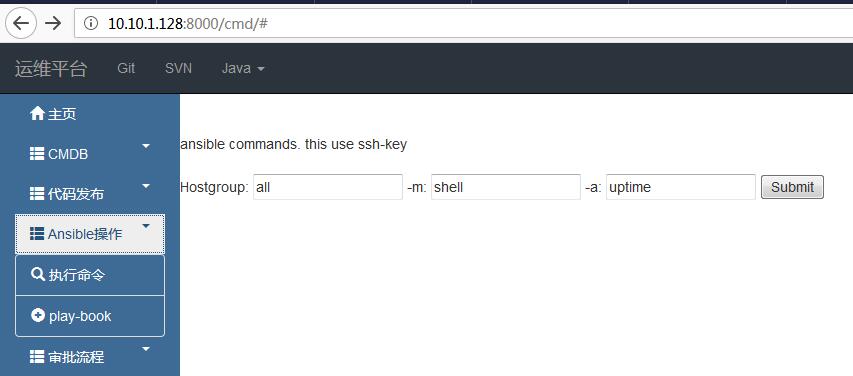 10.10.1.128:8000/cmd/#
运维平台 Git SVN Java
主页
CMDB
代码发布
Ansible操作
执行命令
play-book
审批流程
ansible commands. this use ssh-key
Hostgroup: all -m: shell -a: uptime Submit